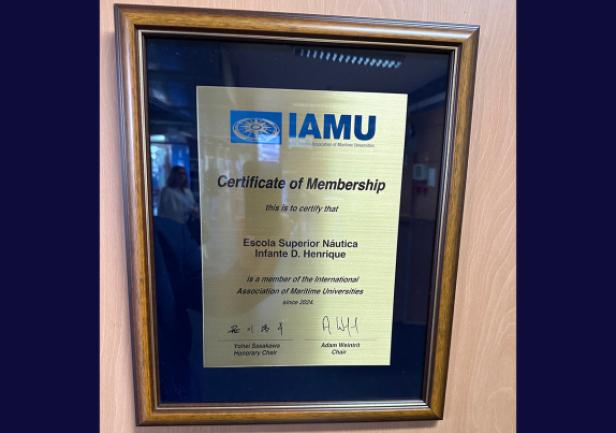 IAMU
International Association of Maritime Universities
Certificate of Membership
this is to certify that
Escola Superior Náutica
Infante D. Henrique
is a member of the International
Association of Maritime Universities
since 2024.
Yohei Sasakawa
Adam Weintrit
Honorary Chair
Chair